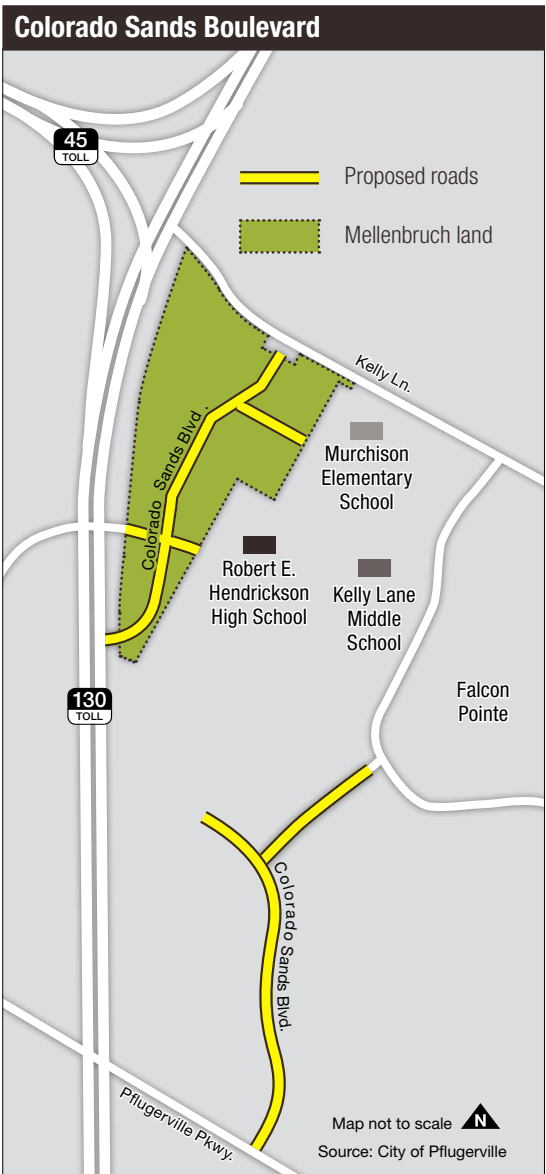 Colorado Sands Boulevard
45
TOLL
Proposed roads
Mellenbruch land
Kelly Ln.
Colorado Sands Blvd.
Murchison
Elementary
School
Robert E.
Hendrickson
High School
Kelly Lane
Middle
School
130
TOLL
Falcon
Pointe
Colorado Sands Blvd.
Pflugerville Pkwy.
Map not to scale N
Source: City of Pflugerville